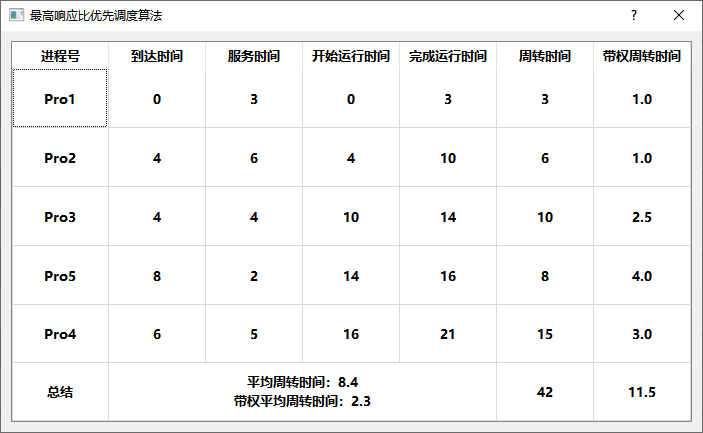 最高响应比优先调度算法
进程号 到达时间 服务时间 开始运行时间 完成运行时间 周转时间 带权周转时间
Pro1 0 3 0 3 3 1.0
Pro2 4 6 4 10 6 1.0
Pro3 4 4 10 14 10 2.5
Pro5 8 2 14 16 8 4.0
Pro4 6 5 16 21 15 3.0
总结 平均周转时间：8.4 42 11.5
带权平均周转时间：2.3